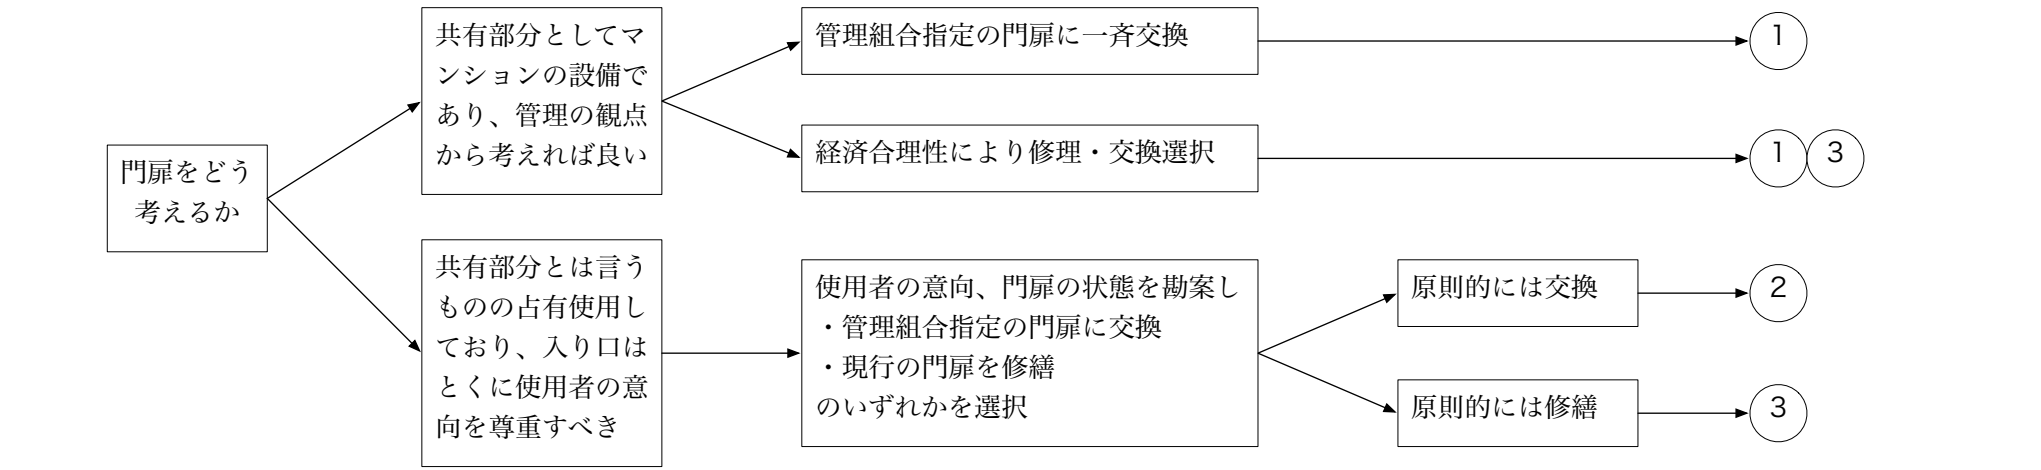 門扉をどう
考えるか
共有部分としてマ
ンションの設備で
あり、管理の観点
から考えれば良い
管理組合指定の門扉に一斉交換
1
経済合理性により修理・交換選択
1
3
共有部分とは言う
ものの占有使用し
ており、入り口は
とくに使用者の意
向を尊重すべき
使用者の意向、門扉の状態を勘案し
・管理組合指定の門扉に交換
・現行の門扉を修繕
のいずれかを選択
原則的には交換
2
原則的には修繕
3